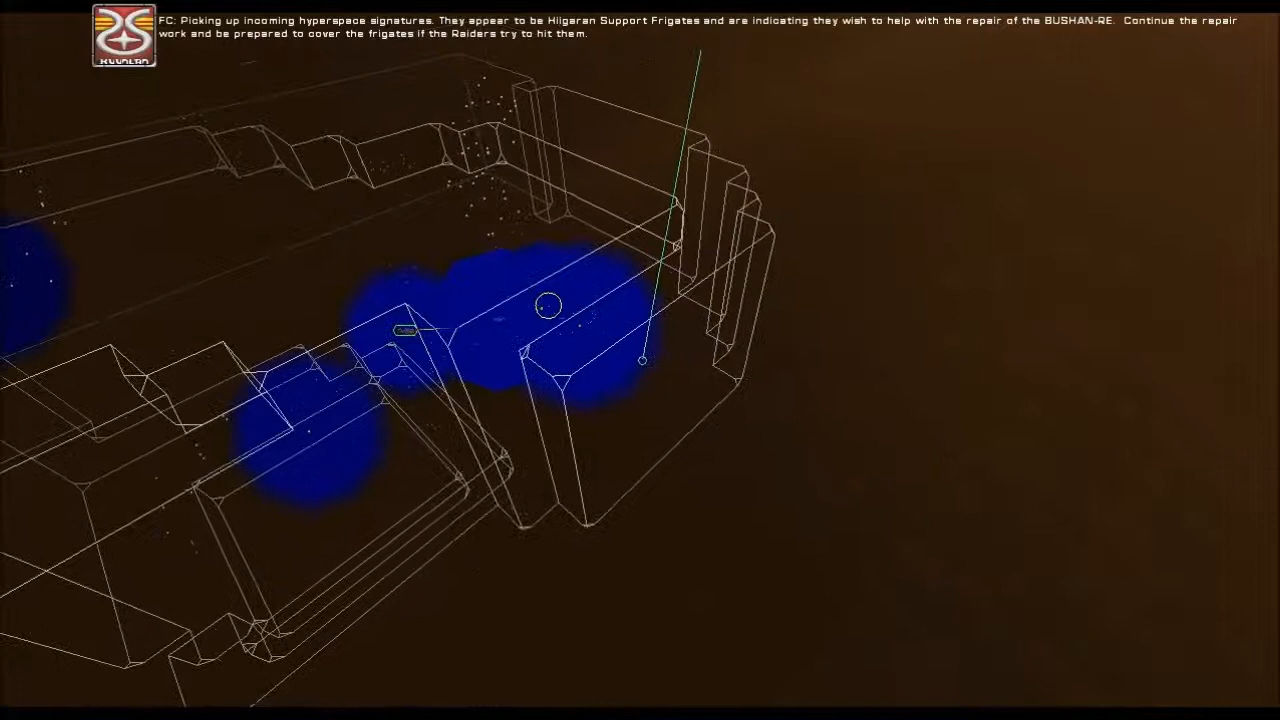 FC: Picking up incoming hyperspace signatures. They appear to be Hiigaran Support Frigates and are indicating they wish to help with the repair of the BUSHAN-RE. Continue the repair
work and be prepared to cover the frigates if the Raiders try to hit them.